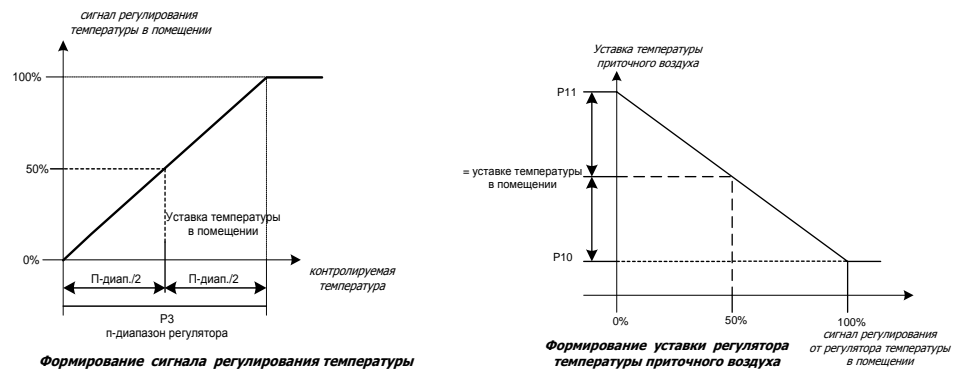 сигнал регулирования
температуры в помещении
100%
50%
Уставка температуры
в помещении
0%
П-диап./2
П-диап./2
контролируемая
температура
P3
п-диапазон регулятора
Формирование сигнала регулирования температуры
Уставка температуры
приточного воздуха
P11
= уставке температуры
в помещении
P10
0%
50%
100%
сигнал регулирования
от регулятора температуры
в помещении
Формирование уставки регулятора
температуры приточного воздуха